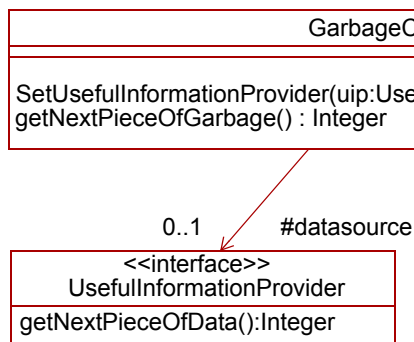 GarbageC
SetUsefulInformationProvider(uip:Use
getNextPieceOfGarbage() : Integer
0..1 #datasource
<<interface>>
UsefulInformationProvider
getNextPieceOfData():Integer